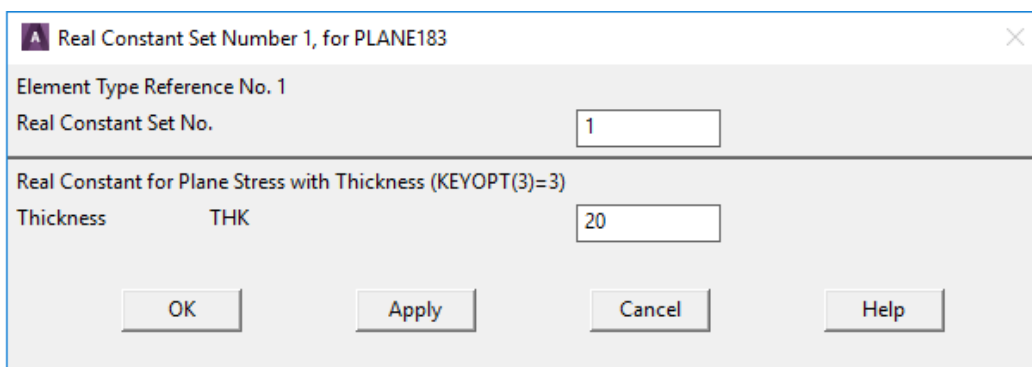 Real Constant Set Number 1, for PLANE183
Element Type Reference No. 1
Real Constant Set No. 1
Real Constant for Plane Stress with Thickness (KEYOPT(3)=3)
Thickness THK 20
OK Apply Cancel Help